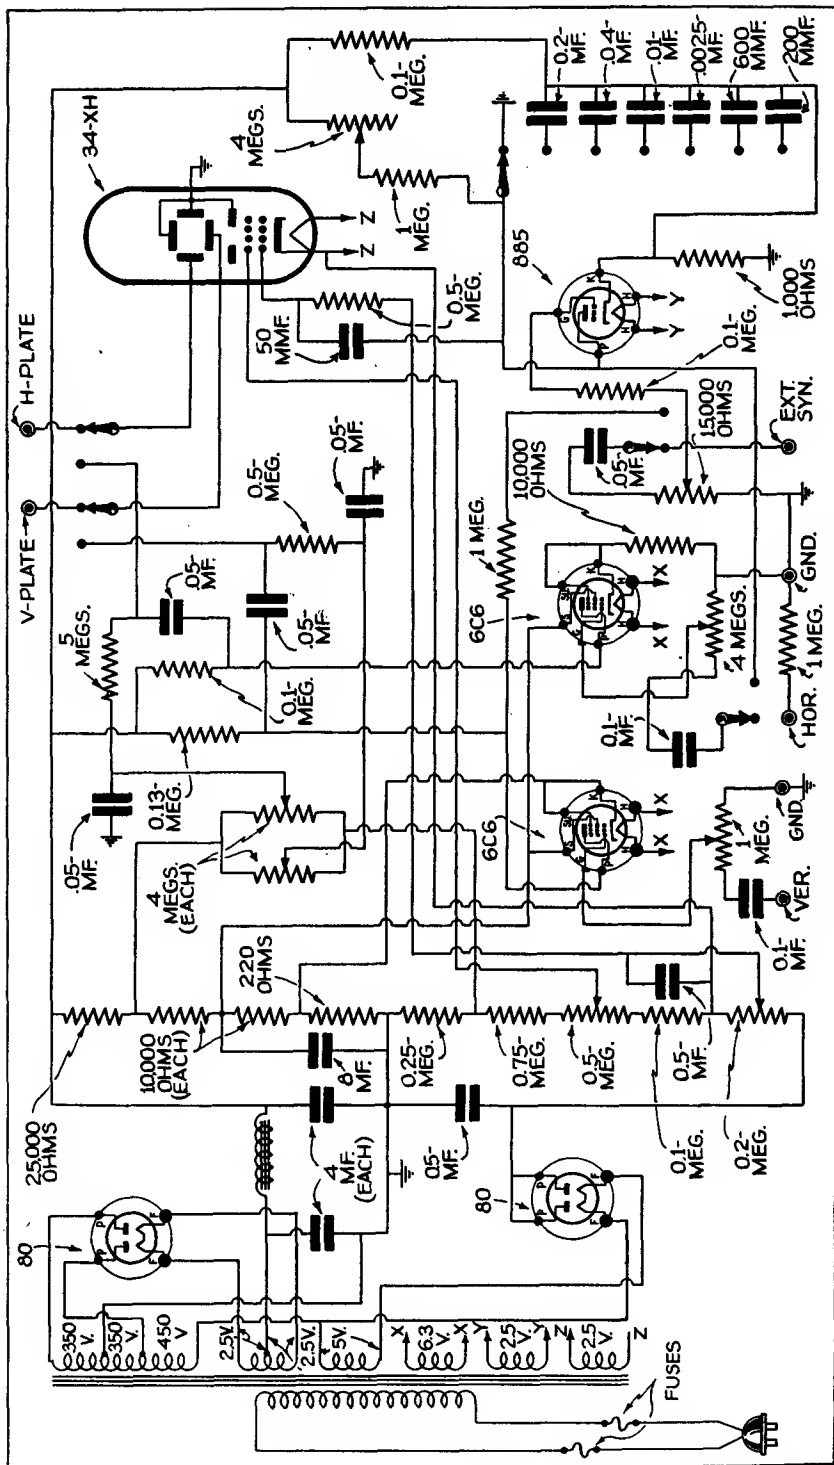 FUSES
350
V.
350
V.
450
V
2.5V.
2.5V.
5V.
X
6.3
V.
X
Y
2.5
V.
Y
Z
2.5
V.
Z
80
P
P
F
F
80
P
P
F
F
25,000
OHMS
10,000
OHMS
(EACH)
220
OHMS
4
MF.
(EACH)
8
MF.
0.25-
MEG.
0.5-
MF.
0.75-
MEG.
0.5-
MEG.
0.1-
MEG.
0.5-
MF.
0.2-
MEG.
.05-
MF.
0.13-
MEG.
4
MEGS.
(EACH)
5
MEGS.
.05-
MF.
0.1-
MEG.
.05-
MF.
0.5-
MEG.
.05-
MF.
V-PLATE
H-PLATE
34-XH
Z
Z
50
MMF.
0.5-
MEG.
6C6
SU
S
G
P
K
H
H
X
X
0.1-
MF.
VER.
1
MEG.
GND.
6C6
SU
S
G
P
K
H
H
X
X
1 MEG.
10,000
OHMS
4 MEGS.
0.1-
MF.
HOR.
1 MEG.
GND.
.05-
MF.
15,000
OHMS
EXT.
SYN.
0.1-
MEG.
885
G
P
K
H
H
Y
Y
1,000
OHMS
4
MEGS.
1
MEG.
0.1-
MEG.
0.2-
MF.
.04-
MF.
.01-
MF.
.0025-
MF.
600
MMF.
200
MMF.